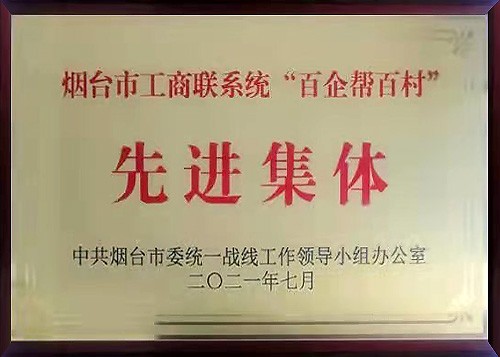 烟台市工商联系统“百企帮百村”
先进集体
中共烟台市委统一战线工作领导小组办公室
二〇二一年七月